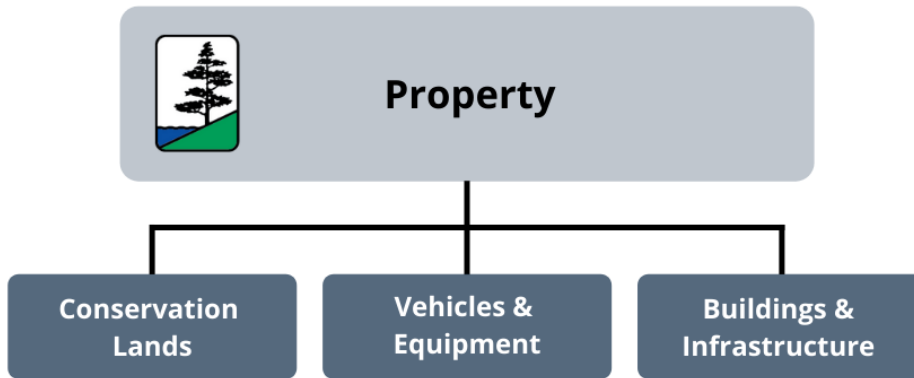 Property
Conservation
Lands
Vehicles &
Equipment
Buildings &
Infrastructure